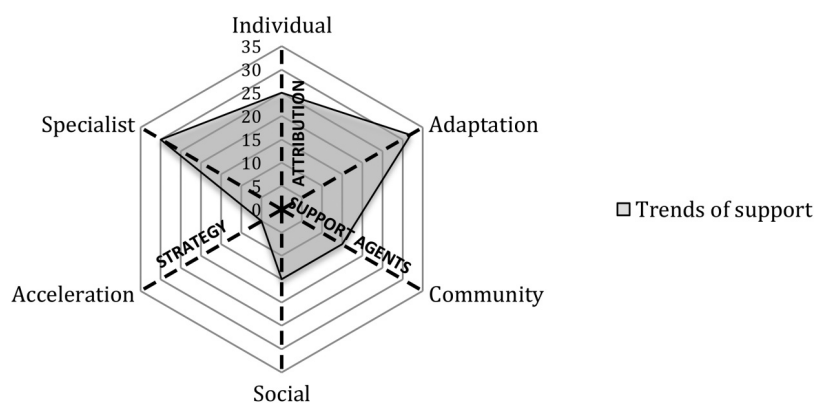 Individual
35
30
25
20
15
10
5
0
ATTRIBUTION
Specialist
Adaptation
SUPPORT AGENTS
STRATEGY
Trends of support
Acceleration
Community
Social